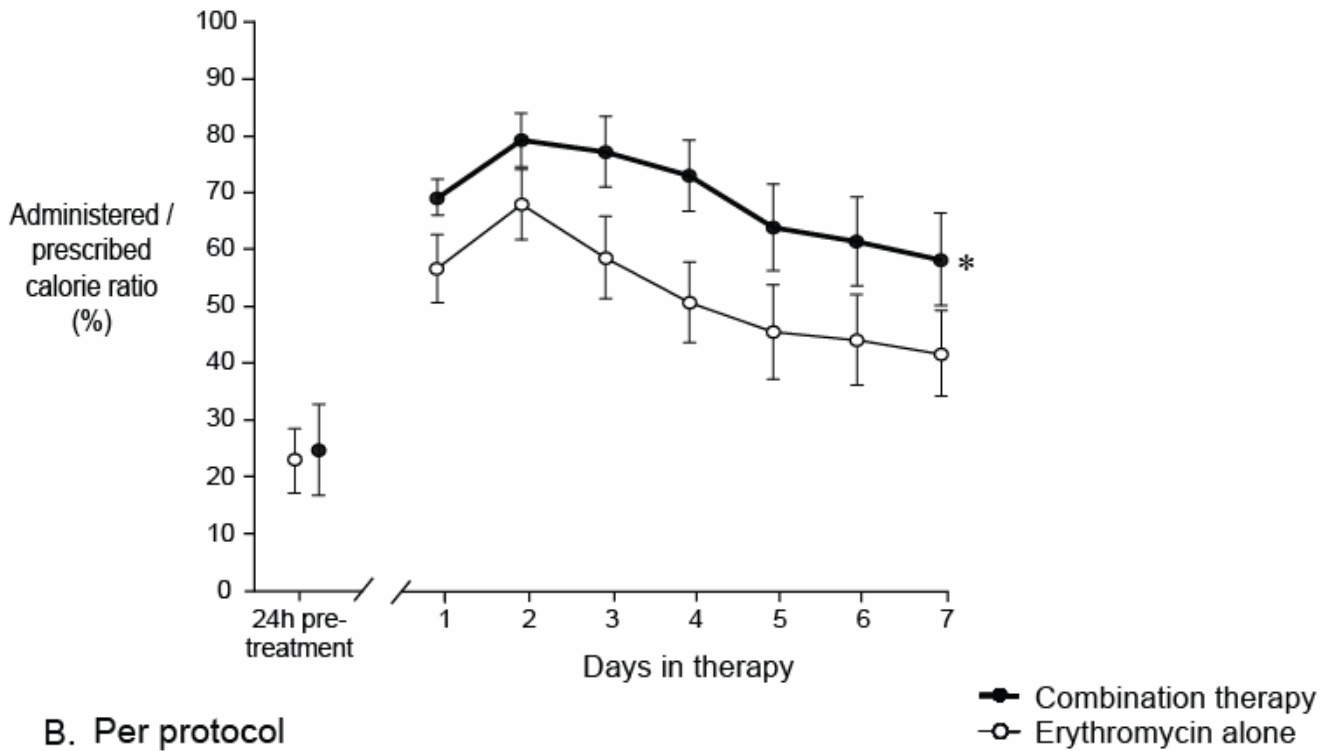 100
90
80
70
60
50
40
30
20
10
0
Administered /
prescribed
calorie ratio
(%)
*
24h pre-
treatment
1 2 3 4 5 6 7
Days in therapy
Combination therapy
Erythromycin alone
B. Per protocol